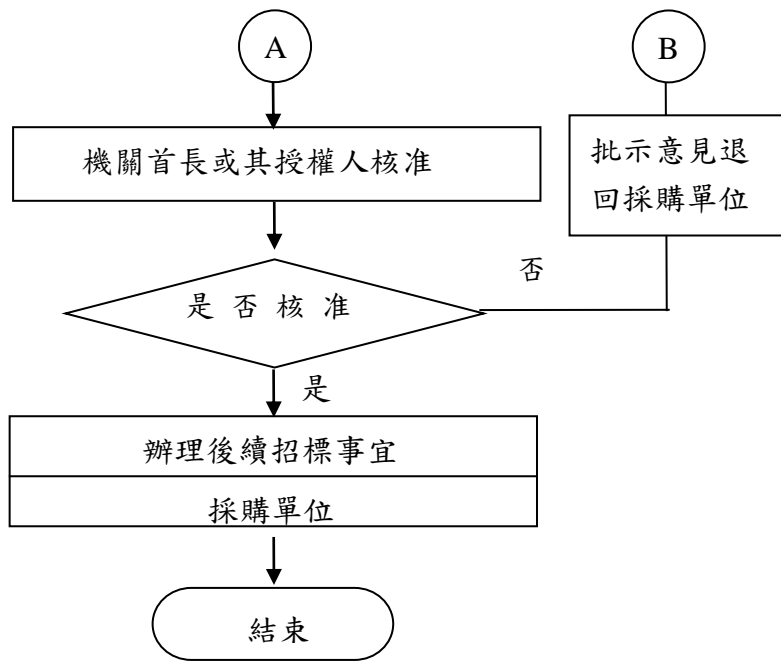 A
B
機關首長或其授權人核准
批示意見退
回採購單位
否
是否核准
是
辦理後續招標事宜
採購單位
結束